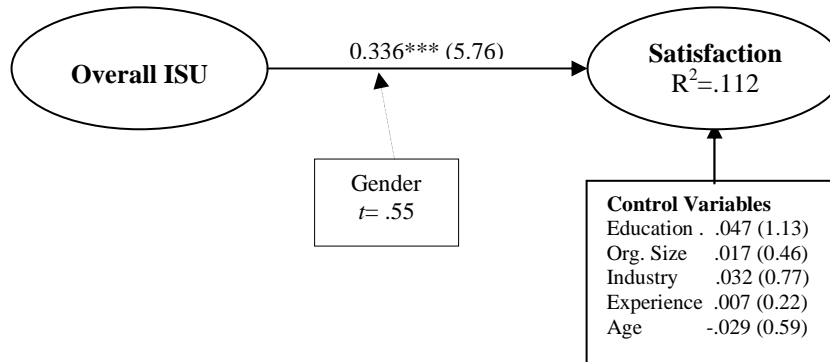 Overall ISU
0.336*** (5.76)
Satisfaction
R²=.112
Gender
t= .55
Control Variables
Education . .047 (1.13)
Org. Size .017 (0.46)
Industry .032 (0.77)
Experience .007 (0.22)
Age -.029 (0.59)